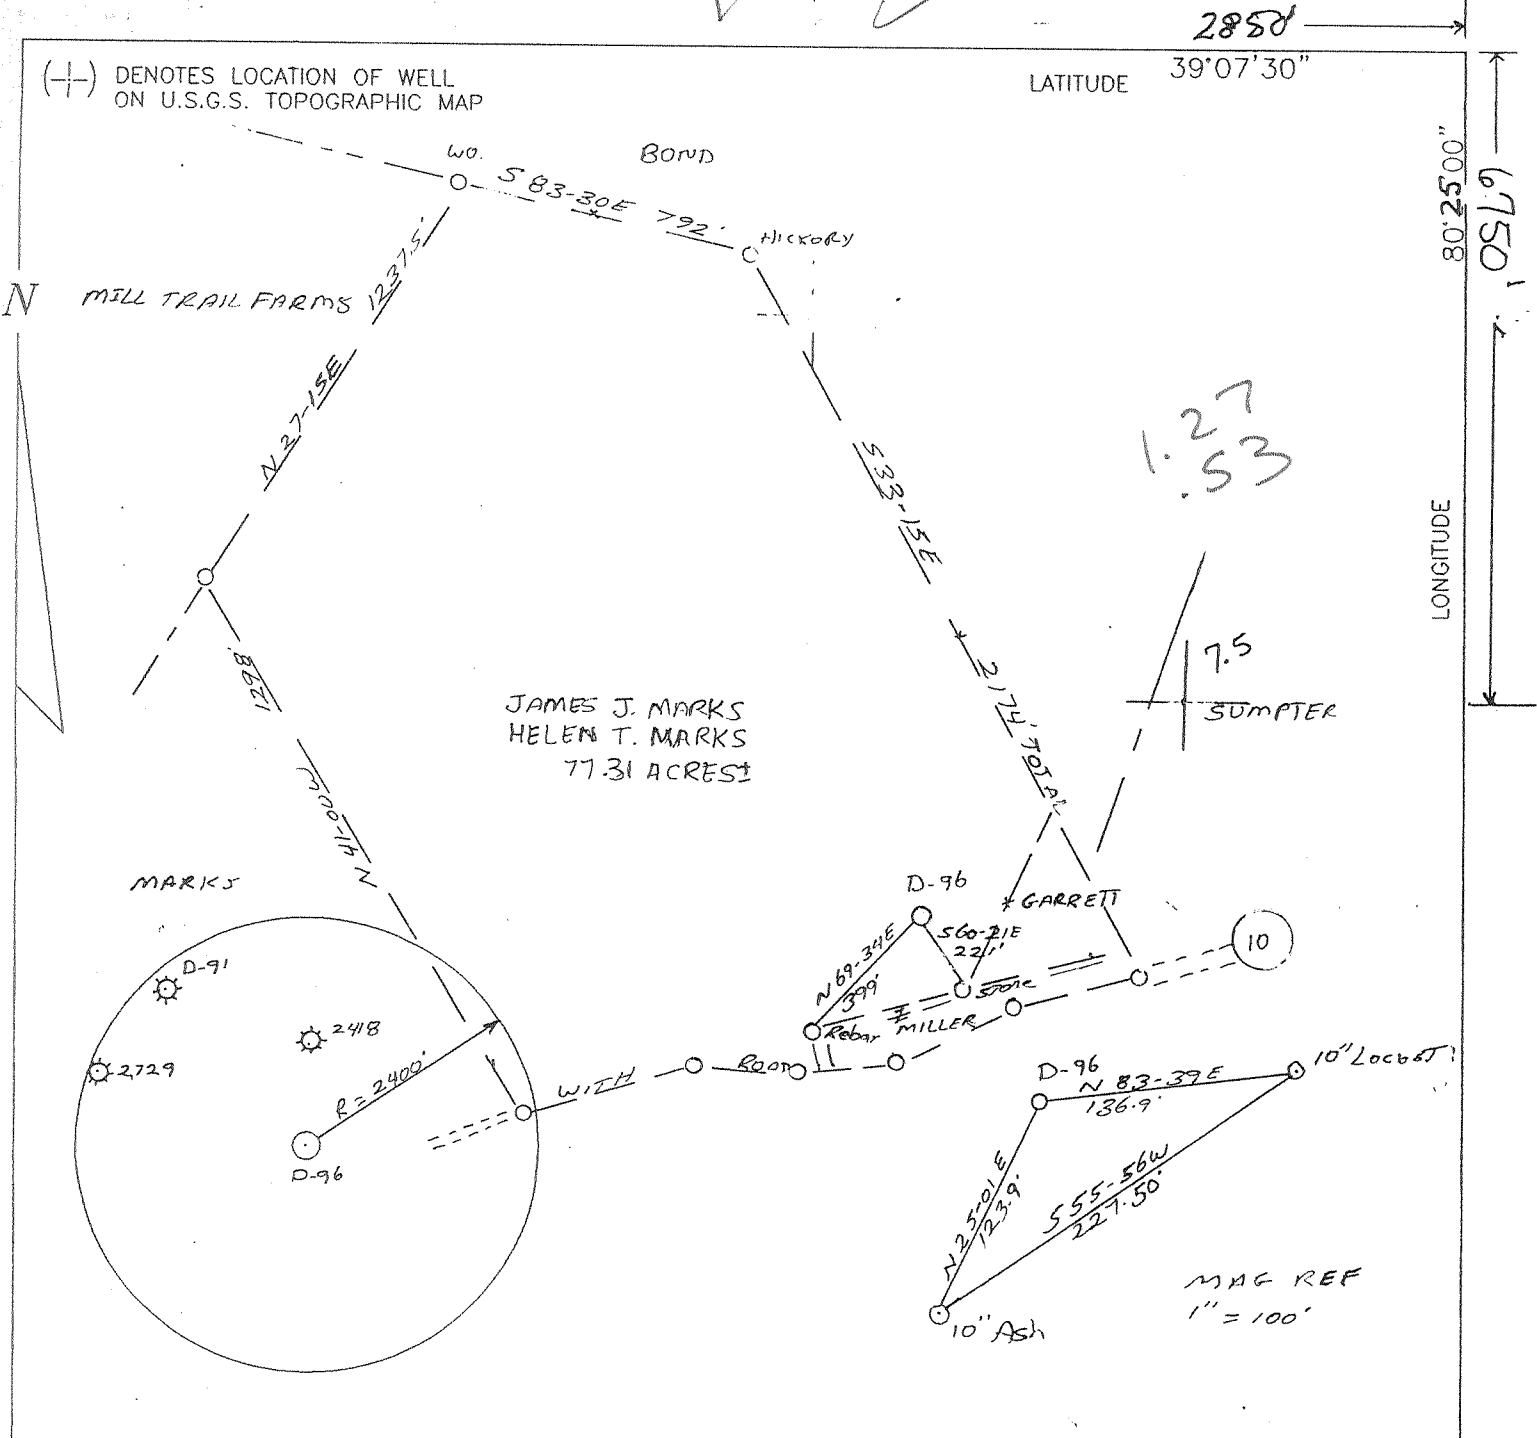 2850'
(-|-) DENOTES LOCATION OF WELL
ON U.S.G.S. TOPOGRAPHIC MAP
LATITUDE 39°07'30"
80°25'00"
6750'
LONGITUDE
WO.
BOND
S 83-30E 792'
HICKORY
N
MILL TRAIL FARMS
N 27-15E 1237.5'
S33-15E
2174' TOTAL
1.27
.53
7.5
SUMPTER
N 41-00W
1298'
JAMES J. MARKS
HELEN T. MARKS
77.31 ACRES±
MARKS
D-91
2418
2729
R=2400'
D-96
D-96
* GARRETT
N 69-34E
399'
S60-21E
221'
10
Stone
Rebar
MILLER
WITH
ROAD
D-96
N 83-39E
136.9'
10" LOCUST
N 25-01E
123.9'
S55-56W
227.50'
10" Ash
MAG REF
1" = 100'